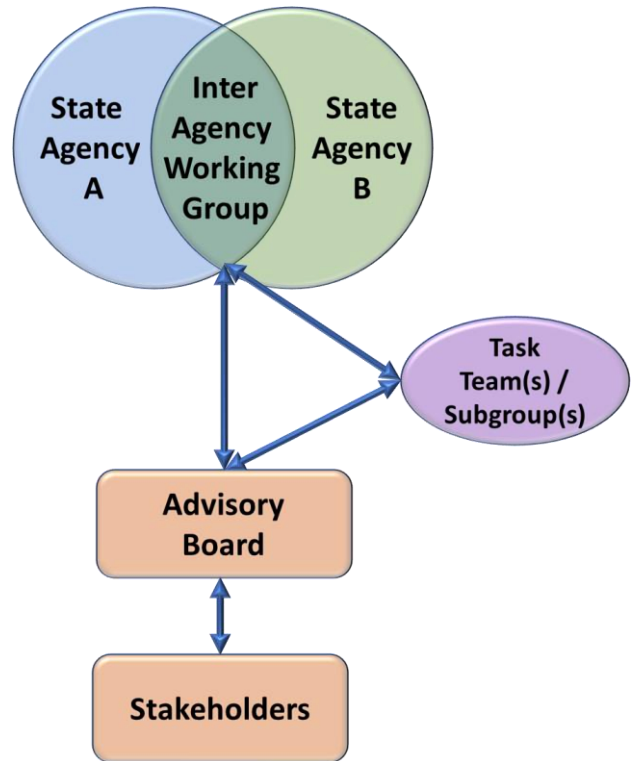 State
Agency
A
Inter
Agency
Working
Group
State
Agency
B
Task
Team(s) /
Subgroup(s)
Advisory
Board
Stakeholders